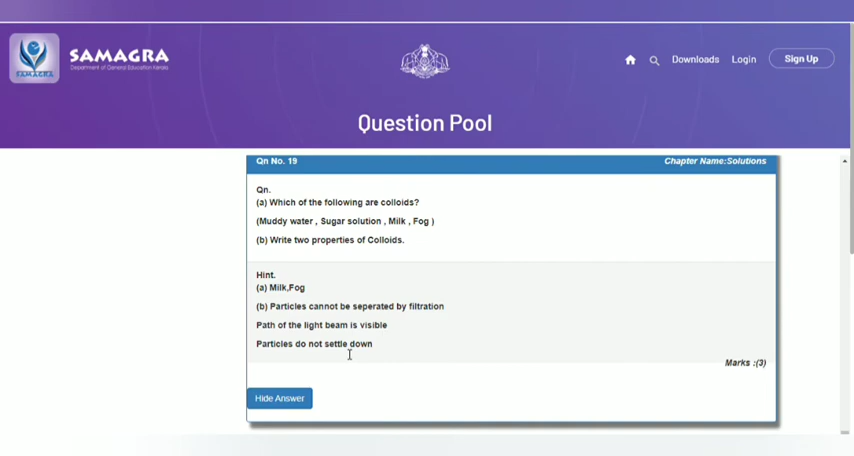 SAMAGRA
Department of General Education Kerala
SAMAGRA
Downloads
Login
Sign Up
Question Pool
Qn No. 19
Chapter Name:Solutions
Qn.
(a) Which of the following are colloids?
(Muddy water , Sugar solution , Milk , Fog )
(b) Write two properties of Colloids.
Hint.
(a) Milk,Fog
(b) Particles cannot be seperated by filtration
Path of the light beam is visible
Particles do not settle down
Marks :(3)
Hide Answer